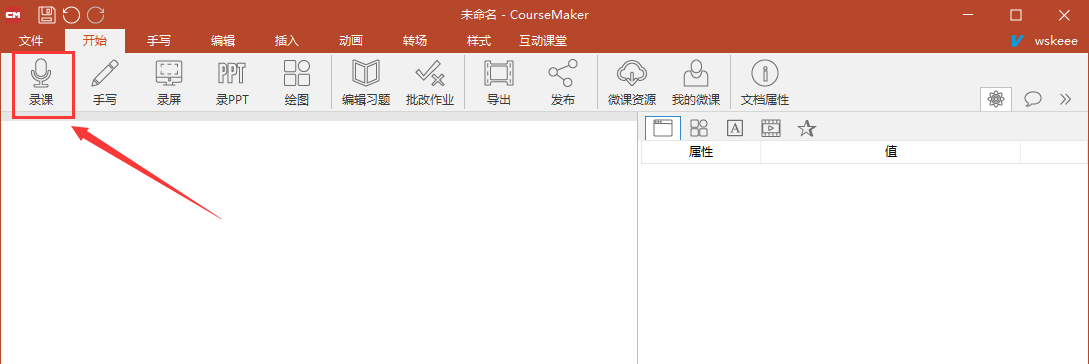 CM
未命名 - CourseMaker
文件 开始 手写 编辑 插入 动画 转场 样式 互动课堂 wskeee
PPT
录课 手写 录屏 录PPT 绘图 编辑习题 批改作业 导出 发布 微课资源 我的微课 文档属性
A
属性 值